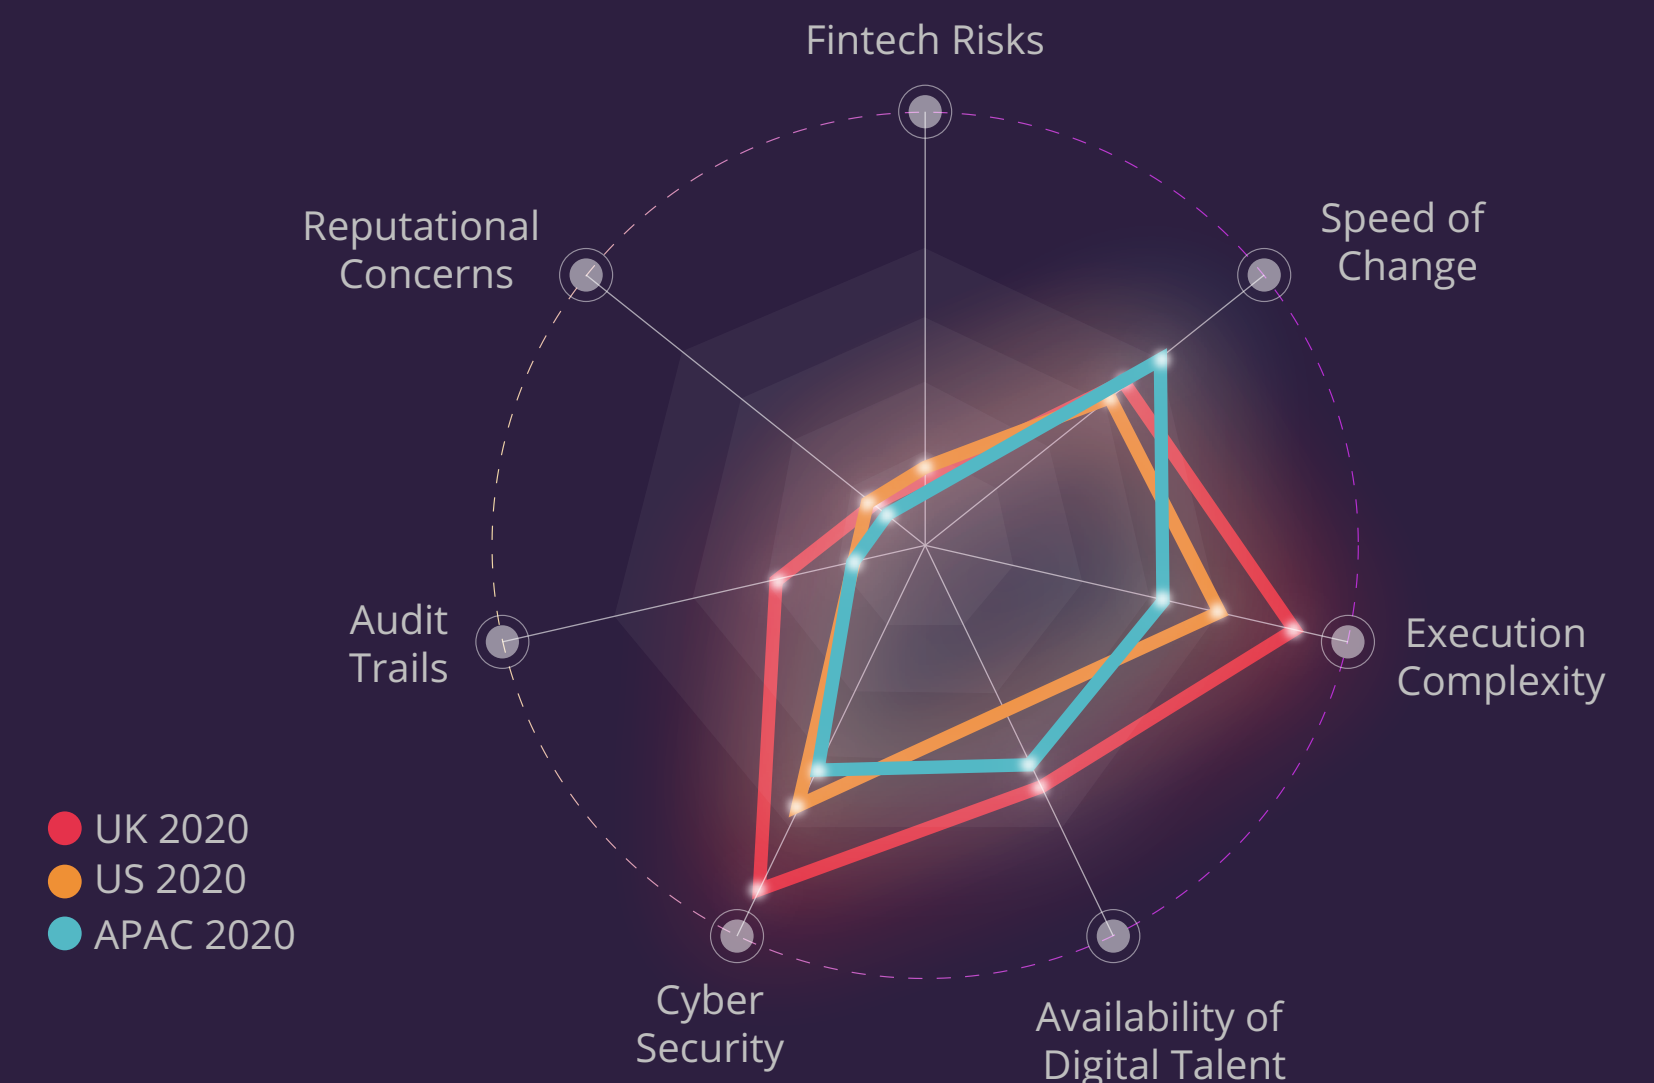 Fintech Risks
Speed of
Change
Reputational
Concerns
Audit
Trails
Execution
Complexity
UK 2020
US 2020
APAC 2020
Cyber
Security
Availability of
Digital Talent